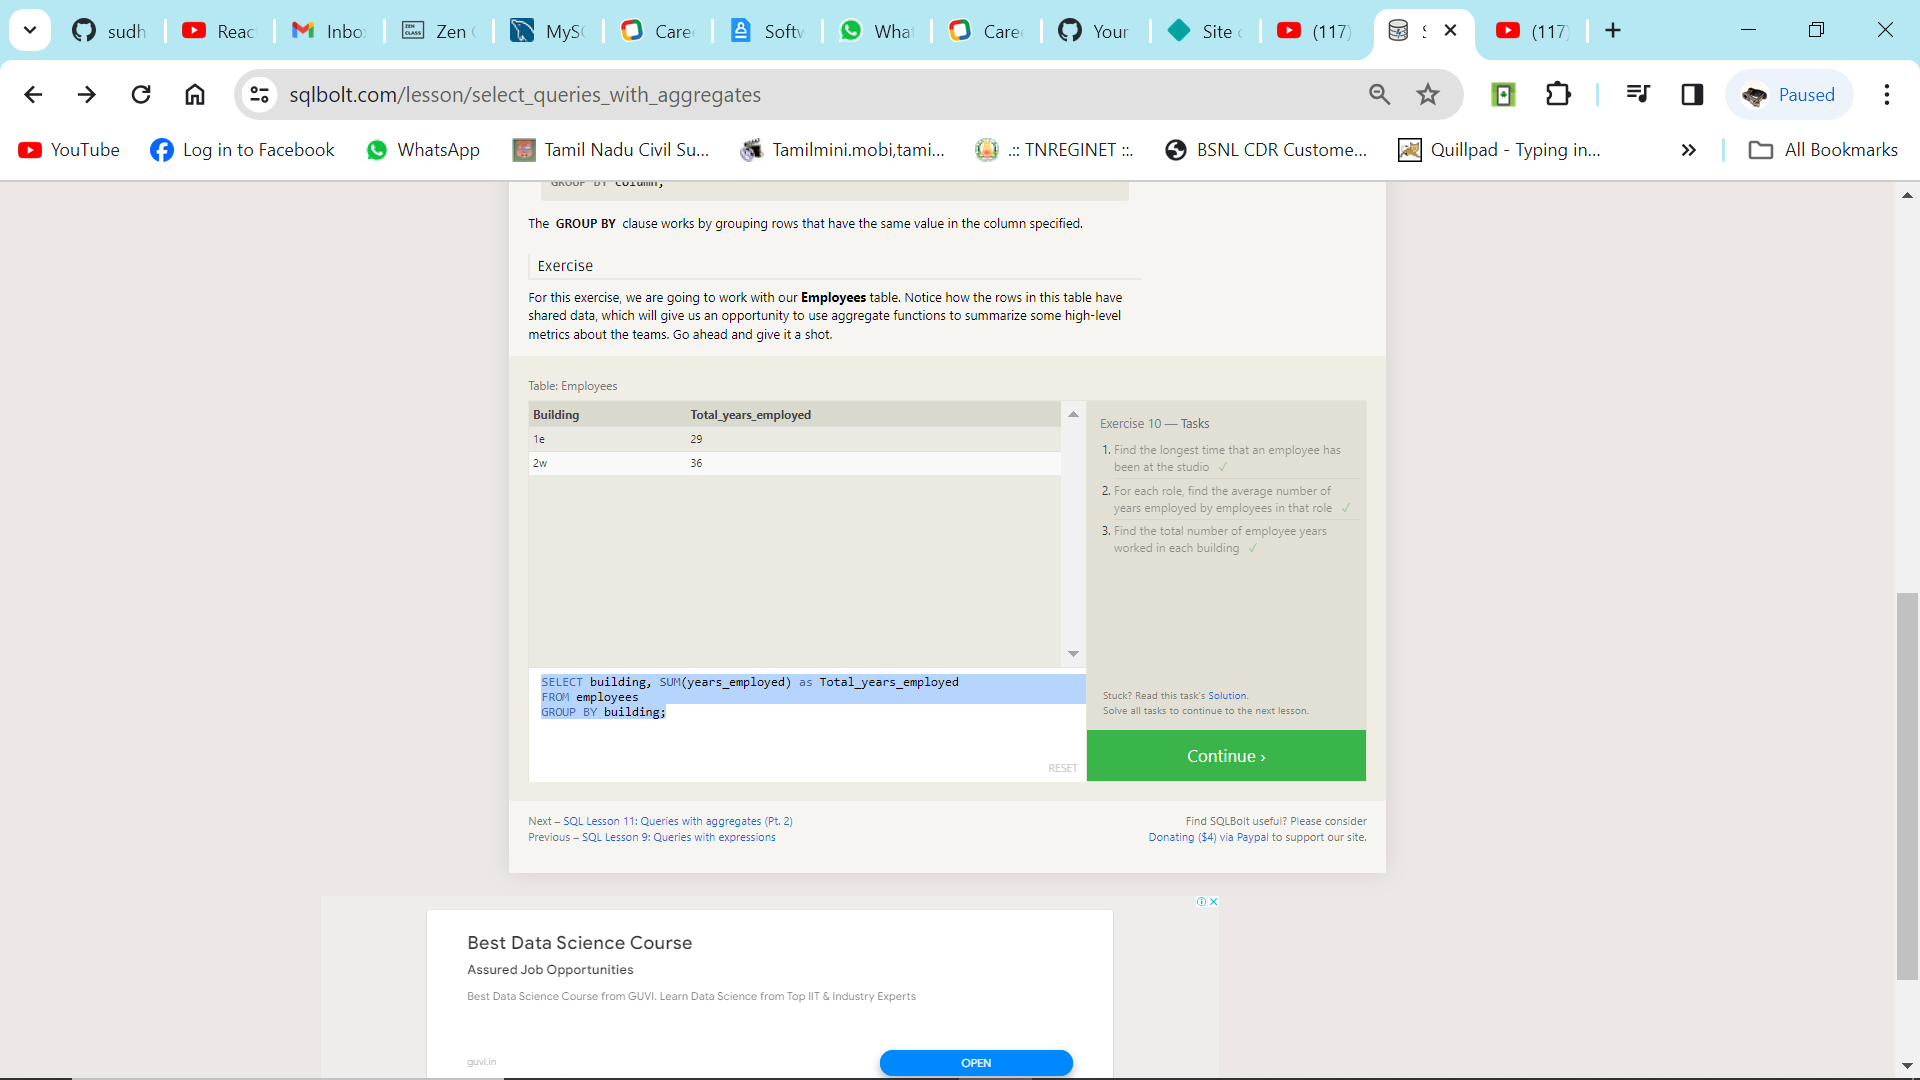 sudh
Reac
Inbo
Zen
MySC
Care
Softw
What
Care
Your
Site
(117)
(117)
sqlbolt.com/lesson/select_queries_with_aggregates
Paused
YouTube
Log in to Facebook
WhatsApp
Tamil Nadu Civil Su...
Tamilmini.mobi,tami...
.:: TNREGINET ::.
BSNL CDR Custome...
Quillpad - Typing in...
All Bookmarks
GROUP BY column;
The GROUP BY clause works by grouping rows that have the same value in the column specified.
Exercise
For this exercise, we are going to work with our Employees table. Notice how the rows in this table have
shared data, which will give us an opportunity to use aggregate functions to summarize some high-level
metrics about the teams. Go ahead and give it a shot.
Table: Employees
Building Total_years_employed
1e 29
2w 36
SELECT building, SUM(years_employed) as Total_years_employed
FROM employees
GROUP BY building;
RESET
Exercise 10 — Tasks
1. Find the longest time that an employee has
been at the studio ✓
2. For each role, find the average number of
years employed by employees in that role ✓
3. Find the total number of employee years
worked in each building ✓
Stuck? Read this task's Solution.
Solve all tasks to continue to the next lesson.
Continue ›
Next – SQL Lesson 11: Queries with aggregates (Pt. 2)
Previous – SQL Lesson 9: Queries with expressions
Find SQLBolt useful? Please consider
Donating ($4) via Paypal to support our site.
Best Data Science Course
Assured Job Opportunities
Best Data Science Course from GUVI. Learn Data Science from Top IIT & Industry Experts
guvi.in
OPEN